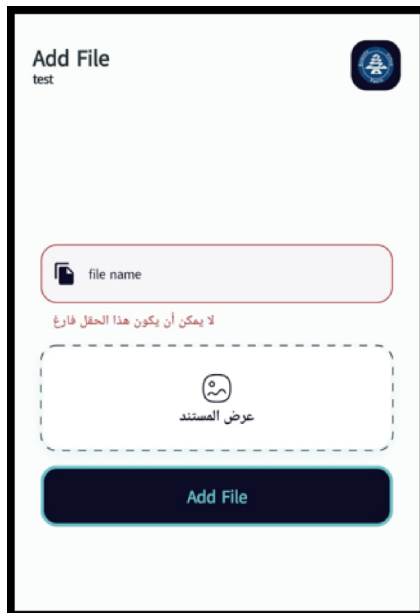 Add File
test
file name
لا يمكن أن يكون هذا الحقل فارغ
عرض المستند
Add File